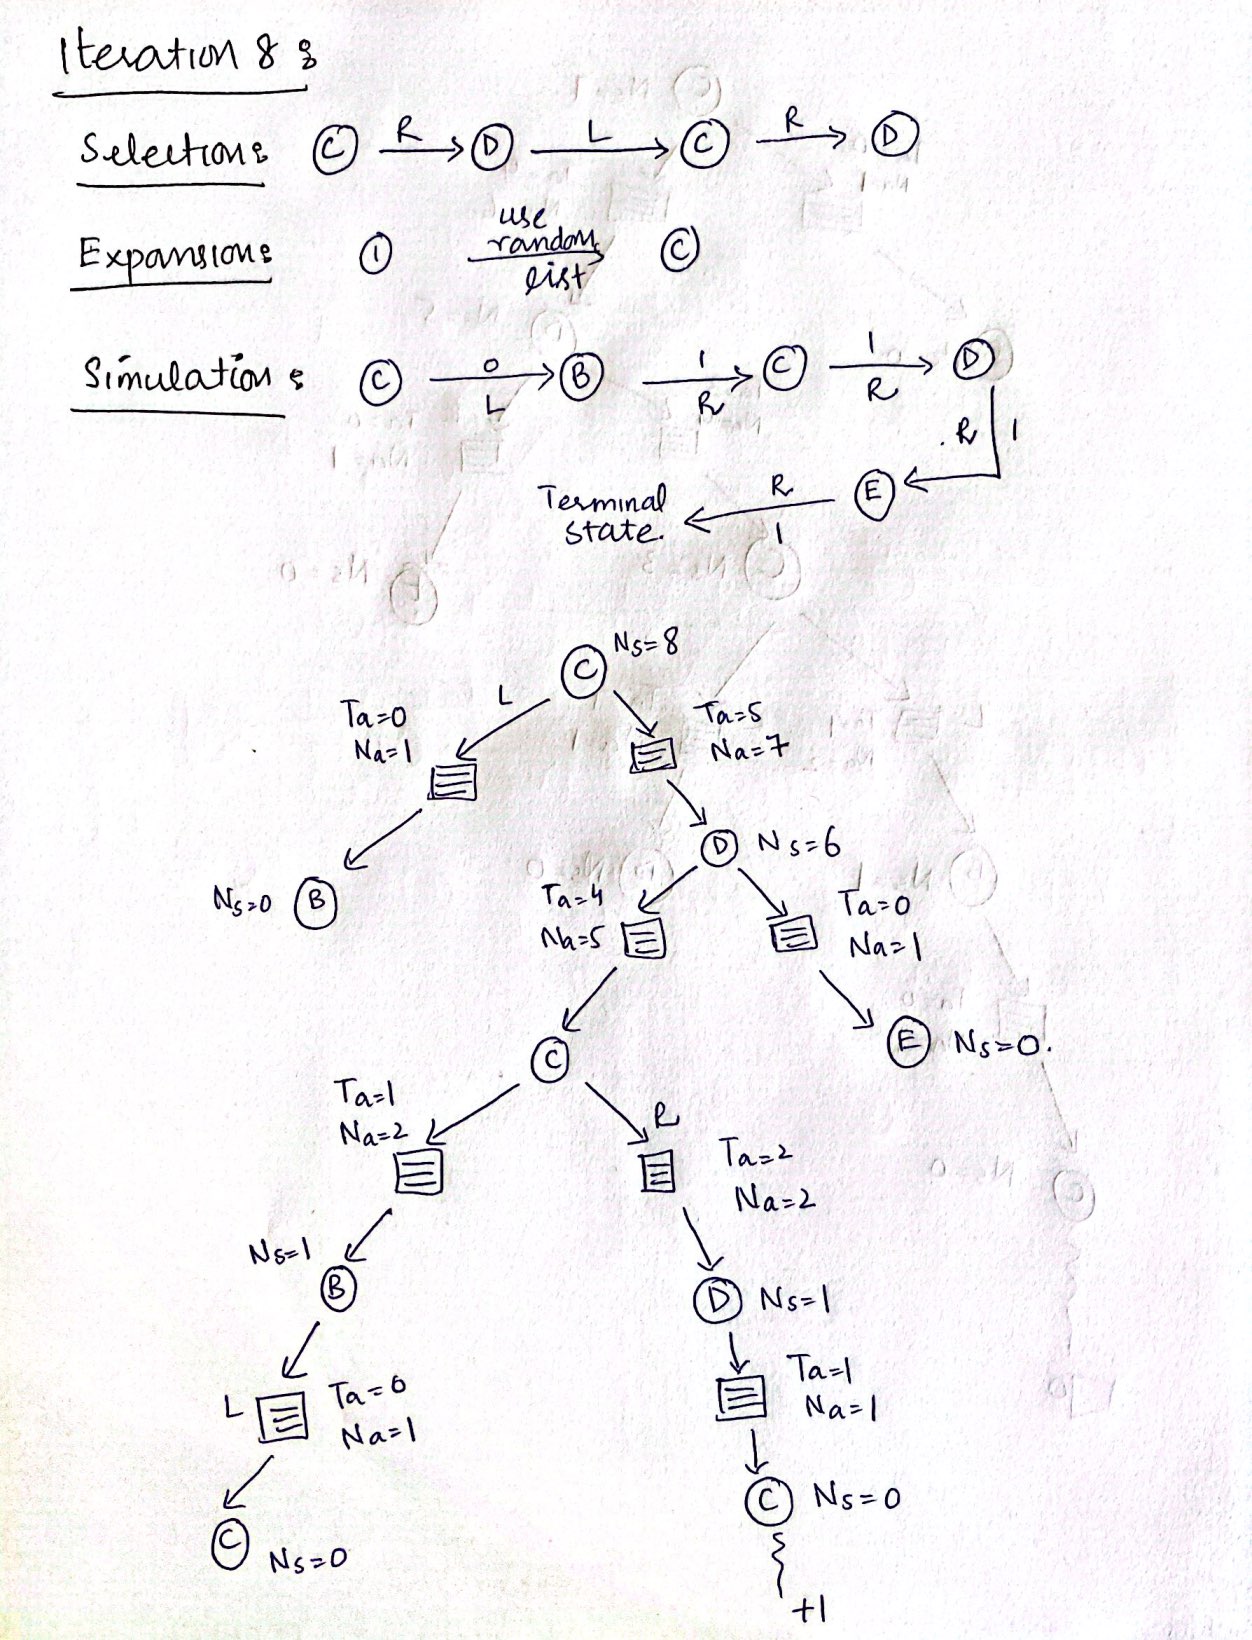 Iteration 8:
Selection: C R D L C R D
use
Expansion: 1 random C
list
Simulation: C 0 B 1 C 1 D
L R R
R 1
Terminal R E
state. 1
C Ns=8
L
Ta=0 Ta=5
Na=1 Na=7
D Ns=6
Ns=0 B Ta=4 Ta=0
Na=5 Na=1
E Ns=0.
C
Ta=1 R
Na=2 Ta=2
Na=2
Ns=1
B D Ns=1
Ta=1
L Ta=0 Na=1
Na=1
C Ns=0
C Ns=0
+1